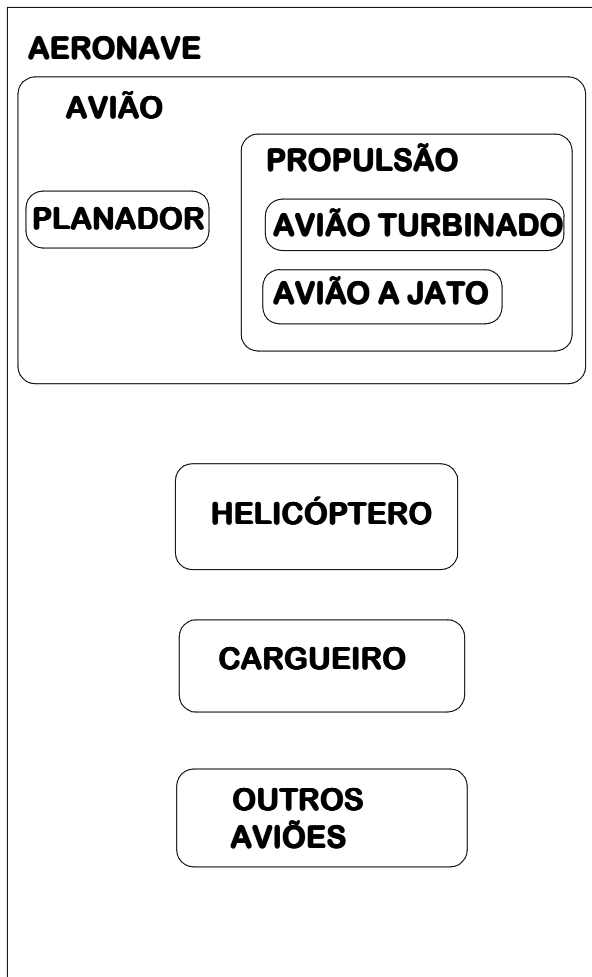 AERONAVE
AVIÃO
PROPULSÃO
PLANADOR
AVIÃO TURBINADO
AVIÃO A JATO
HELICÓPTERO
CARGUEIRO
OUTROS
AVIÕES